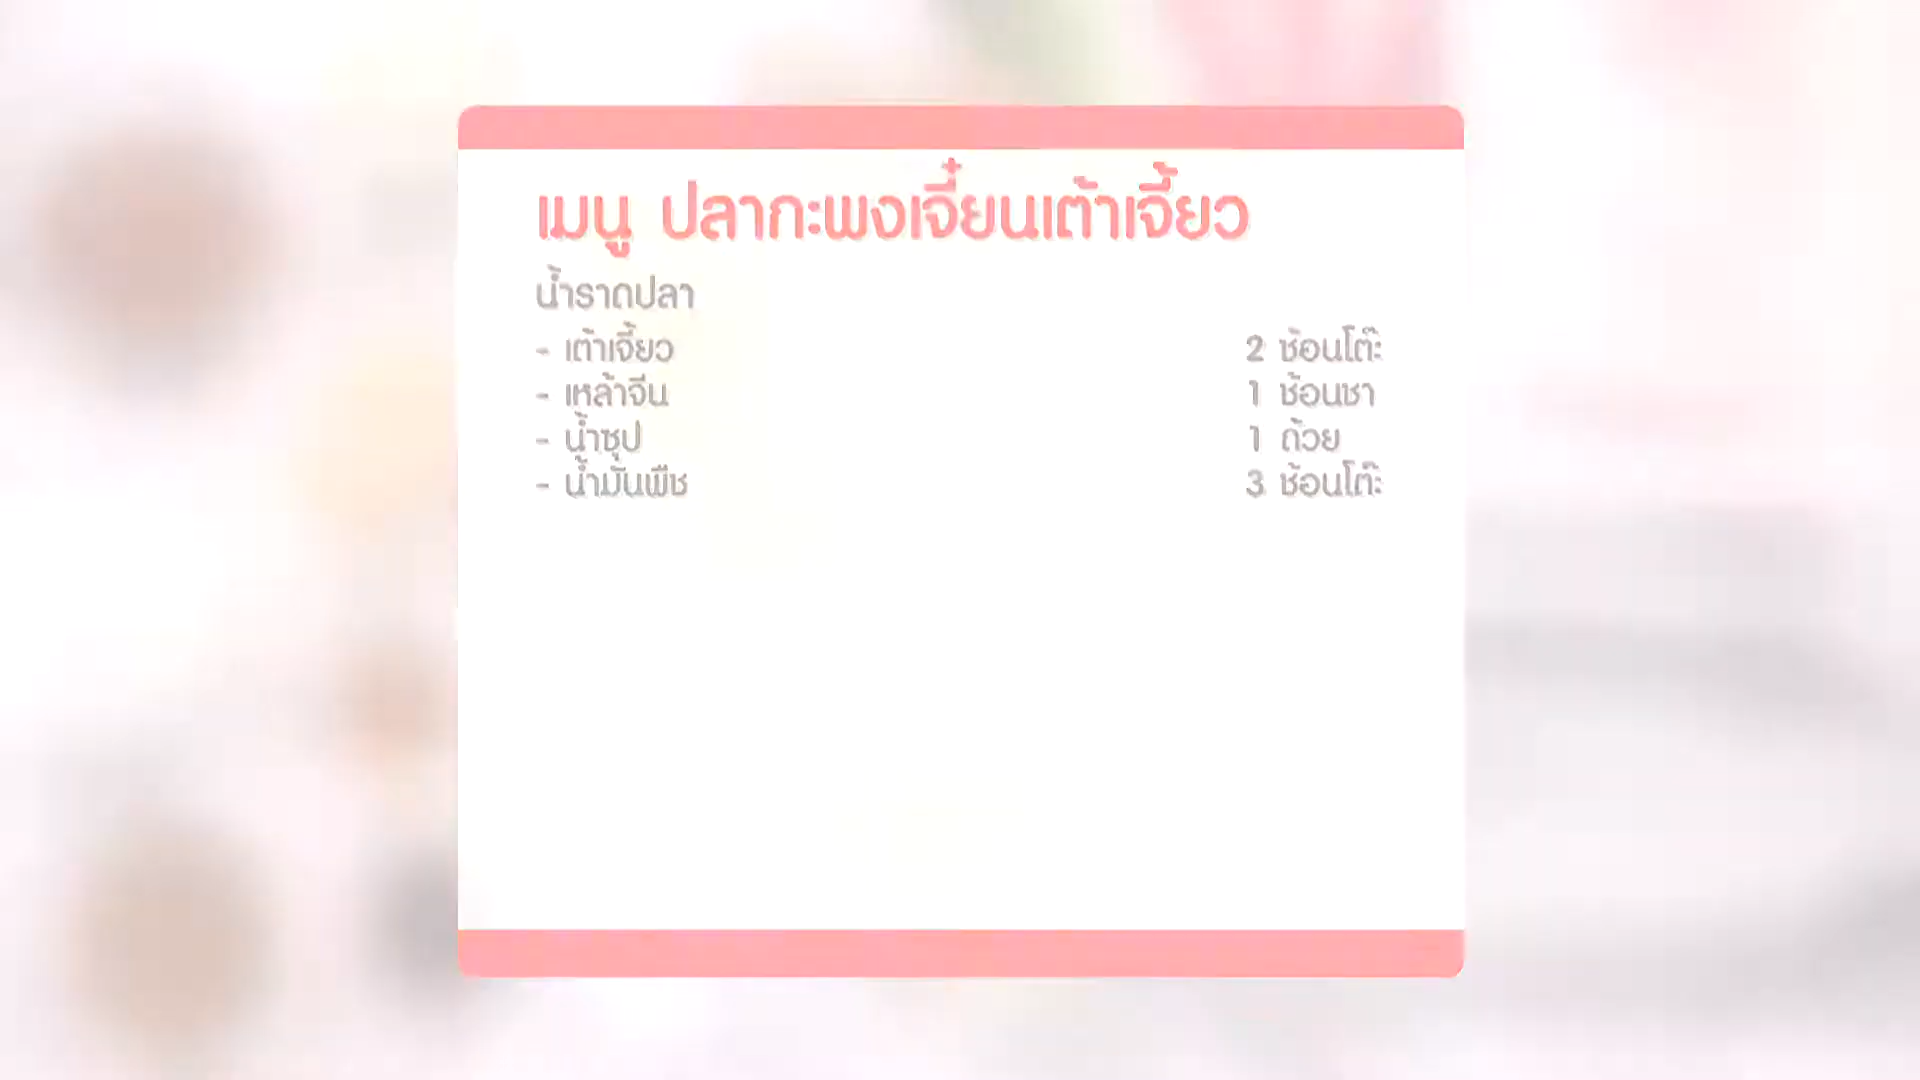 เมนู ปลากะพงเจี๋ยนเต้าเจี้ยว
น้ำราดปลา
- เต้าเจี้ยว 2 ช้อนโต๊ะ
- เหล้าจีน 1 ช้อนชา
- น้ำซุป 1 ถ้วย
- น้ำมันพืช 3 ช้อนโต๊ะ